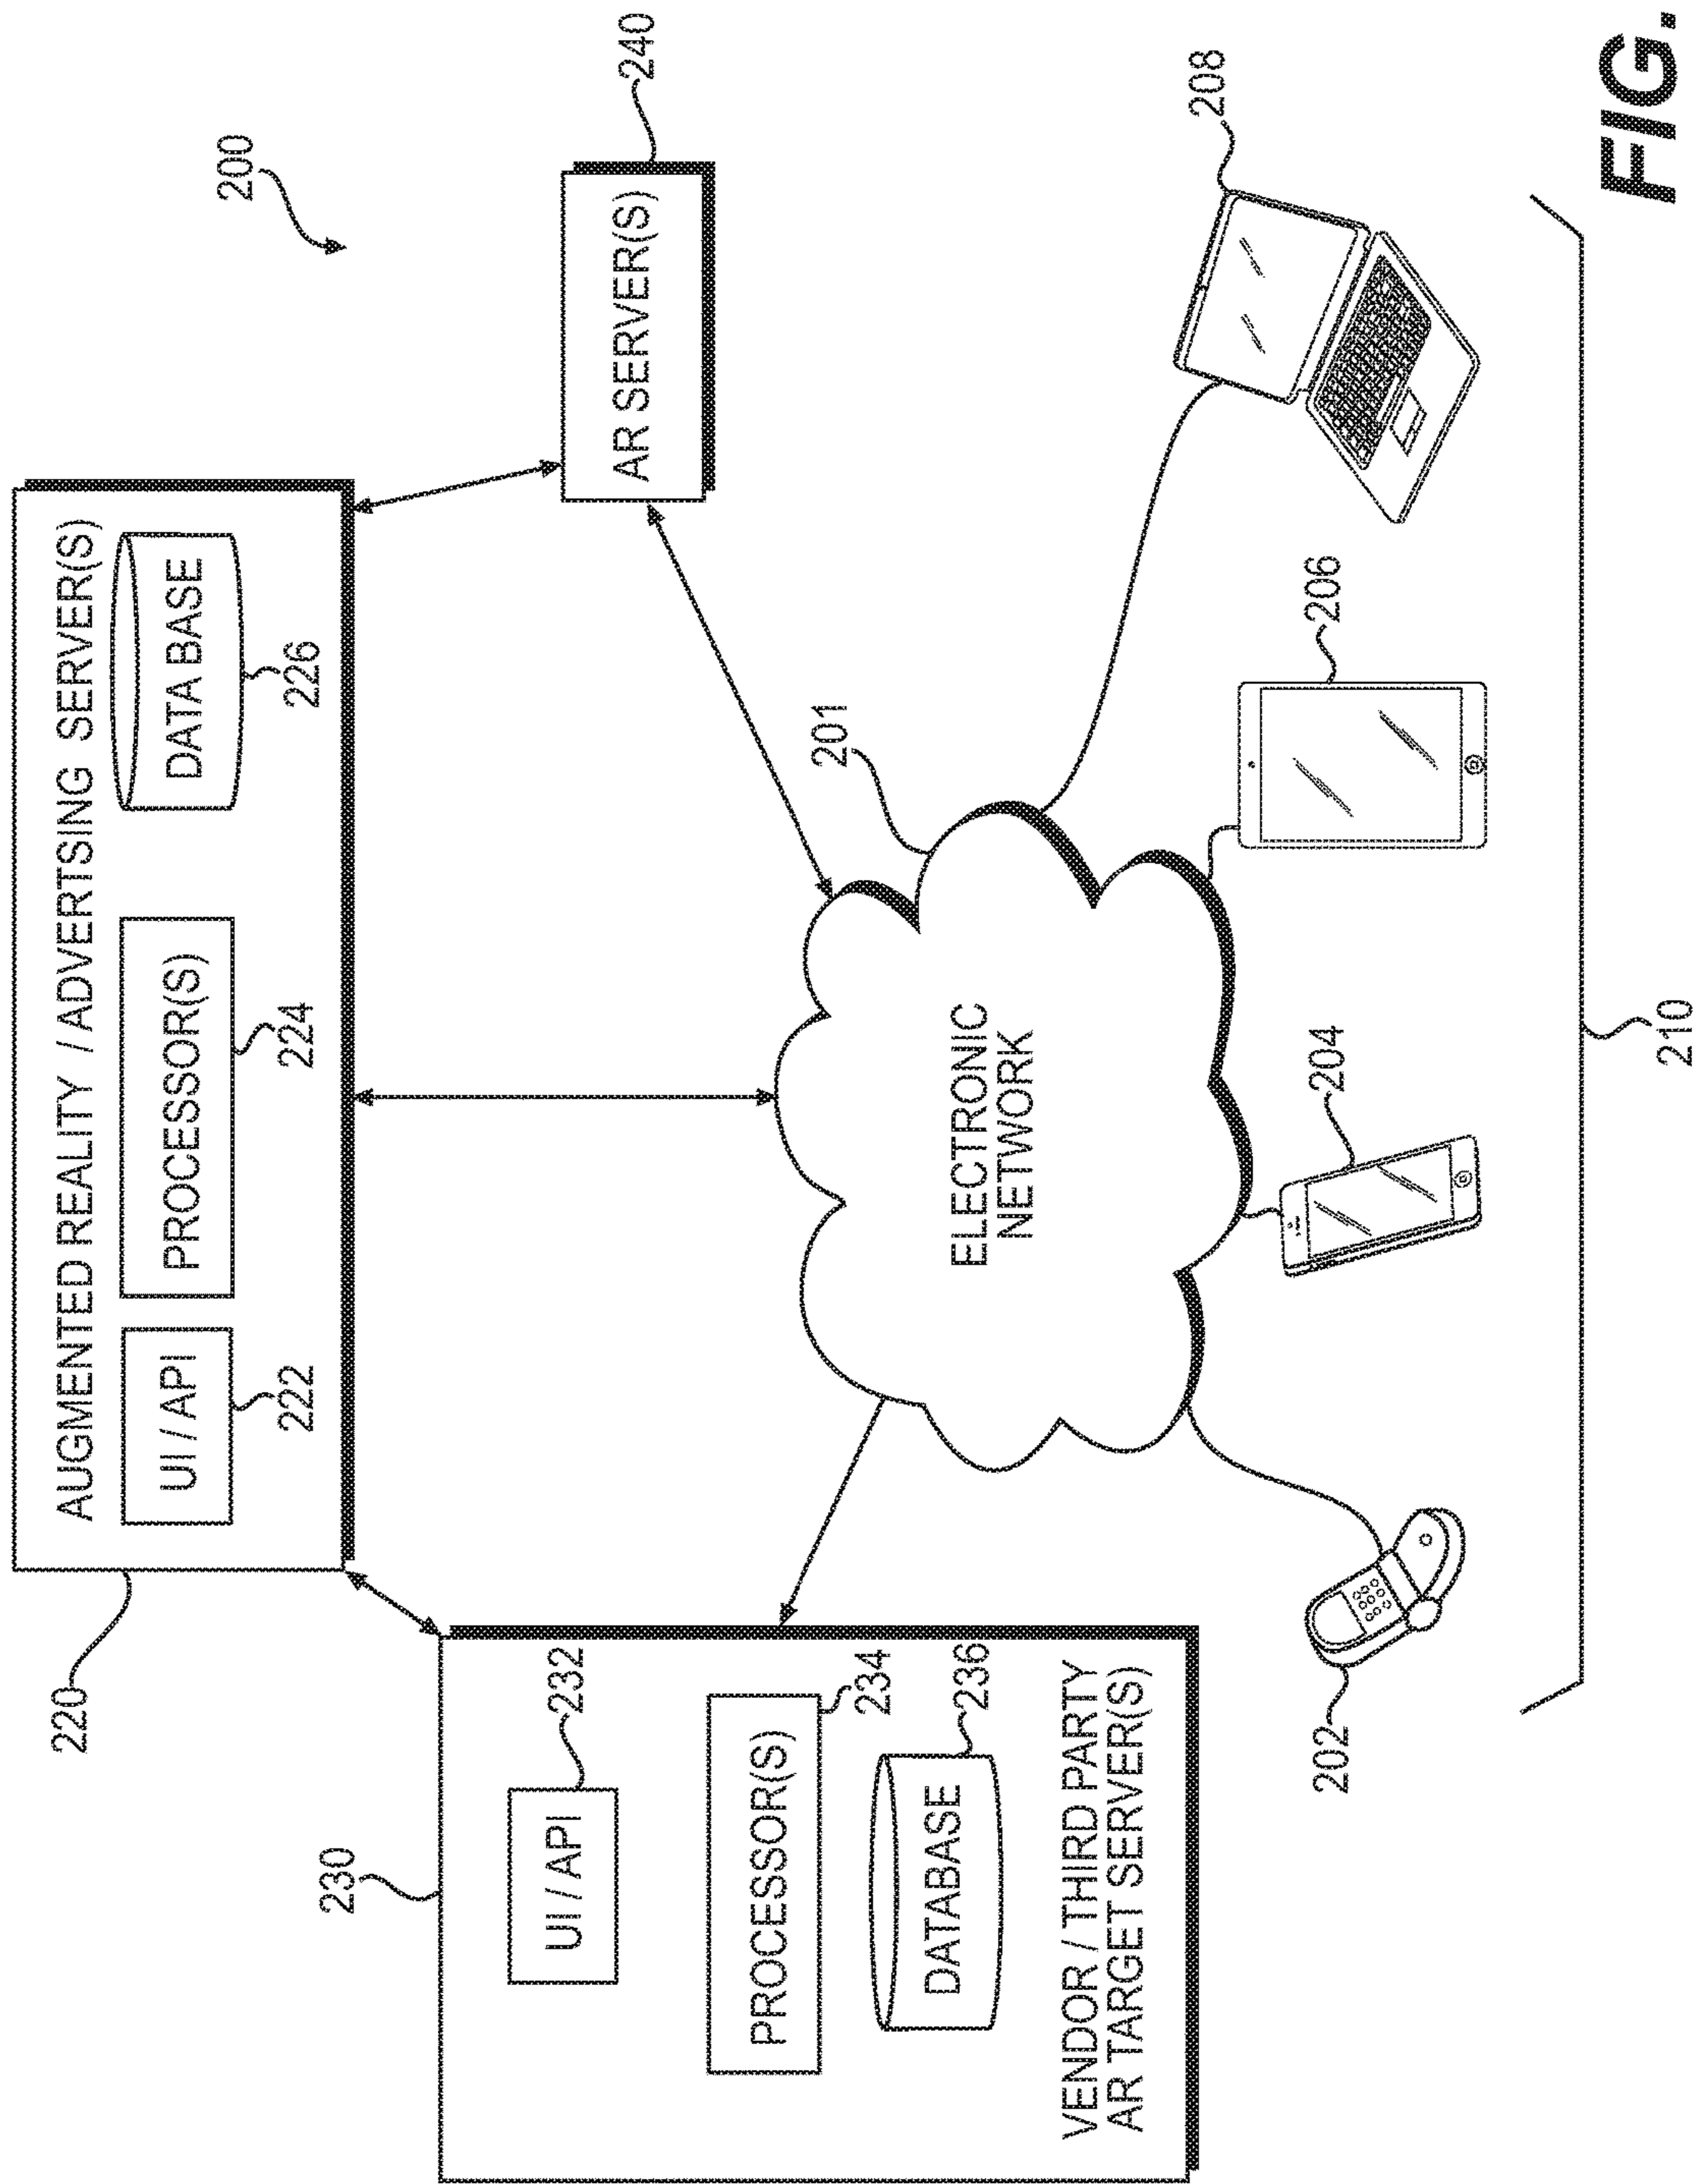 200
AUGMENTED REALITY / ADVERTSING SERVER(S)
UI / API
PROCESSOR(S)
DATA BASE
222
224
226
220
230
UI / API
232
PROCESSOR(S)
234
DATABASE
236
VENDOR / THIRD PARTY
AR TARGET SERVER(S)
AR SERVER(S)
240
201
ELECTRONIC
NETWORK
202
204
206
208
210
FIG.